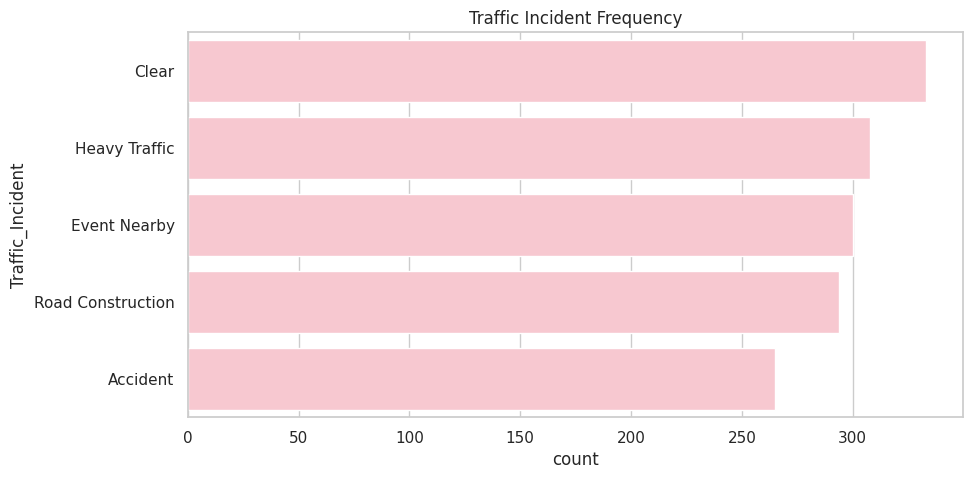 Traffic Incident Frequency
Traffic_Incident
Clear
Heavy Traffic
Event Nearby
Road Construction
Accident
0 50 100 150 200 250 300
count